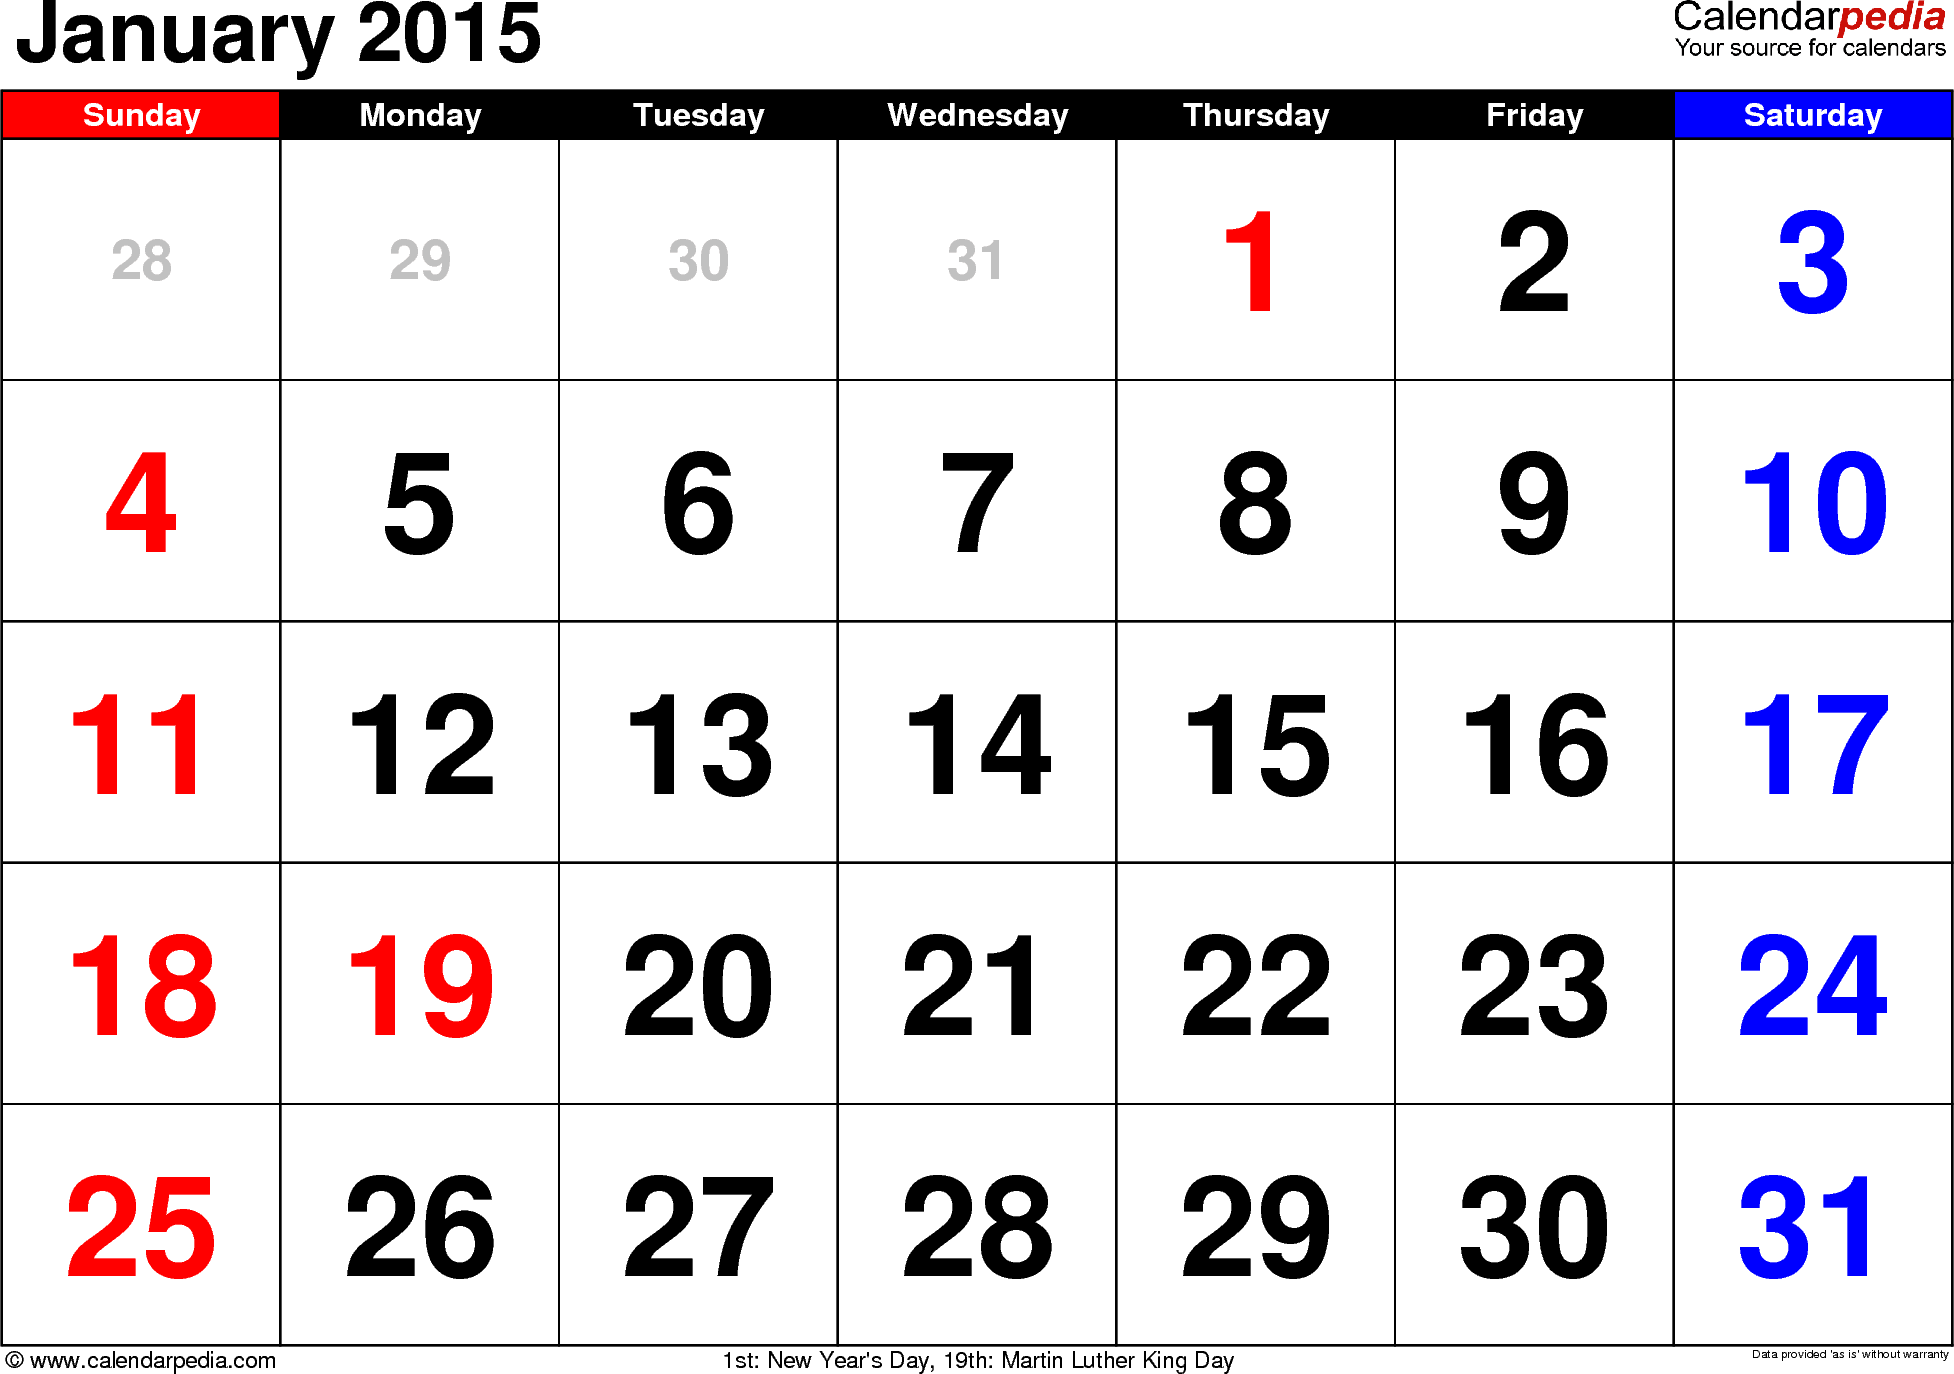 January 2015
Calendarpedia
Your source for calendars
Sunday Monday Tuesday Wednesday Thursday Friday Saturday
28 29 30 31 1 2 3
4 5 6 7 8 9 10
11 12 13 14 15 16 17
18 19 20 21 22 23 24
25 26 27 28 29 30 31
© www.calendarpedia.com
1st: New Year's Day, 19th: Martin Luther King Day
Data provided 'as is' without warranty